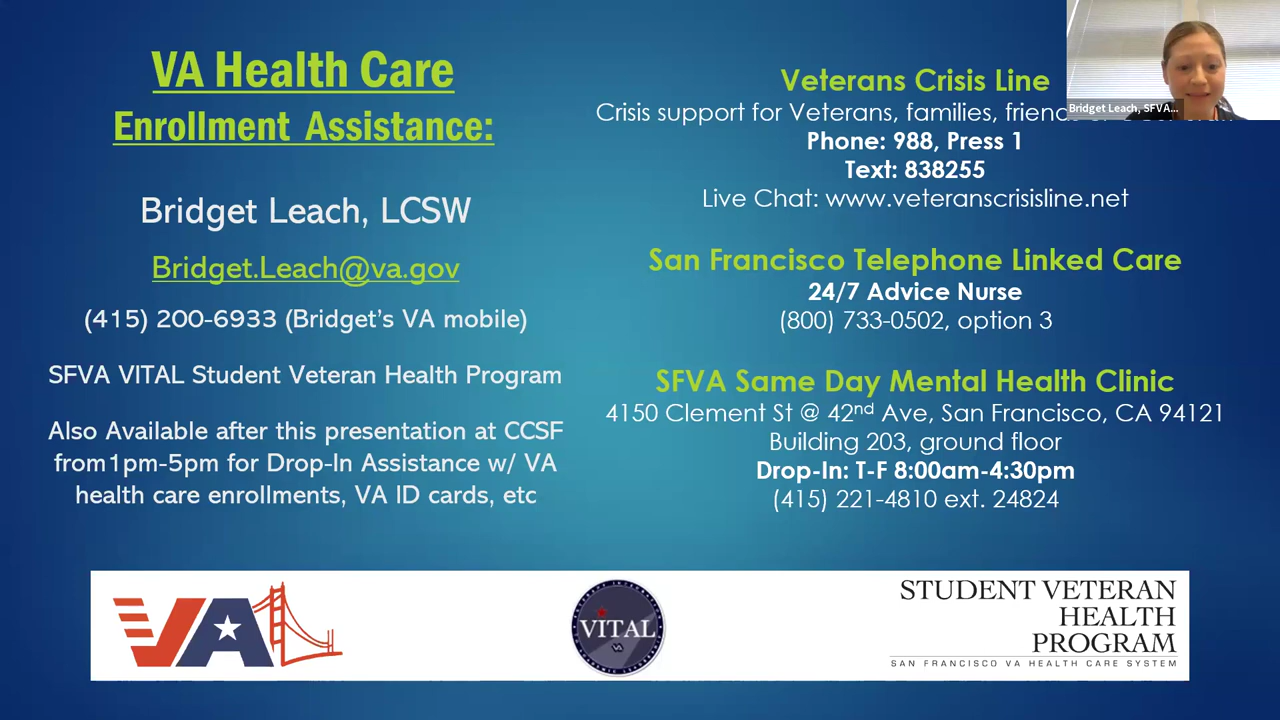 VA Health Care
Enrollment Assistance:
Bridget Leach, LCSW
Bridget.Leach@va.gov
(415) 200-6933 (Bridget's VA mobile)
SFVA VITAL Student Veteran Health Program
Also Available after this presentation at CCSF
from1pm-5pm for Drop-In Assistance w/ VA
health care enrollments, VA ID cards, etc
Veterans Crisis Line
Crisis support for Veterans, families,
Phone: 988, Press 1
Text: 838255
Live Chat: www.veteranscrisisline.net
San Francisco Telephone Linked Care
24/7 Advice Nurse
(800) 733-0502, option 3
SFVA Same Day Mental Health Clinic
4150 Clement St @ 42nd Ave, San Francisco, CA 94121
Building 203, ground floor
Drop-In: T-F 8:00am-4:30pm
(415) 221-4810 ext. 24824
Bridget Leach, SFVA...
VA
VITAL
VA
STUDENT VETERAN
HEALTH
PROGRAM
SAN FRANCISCO VA HEALTH CARE SYSTEM